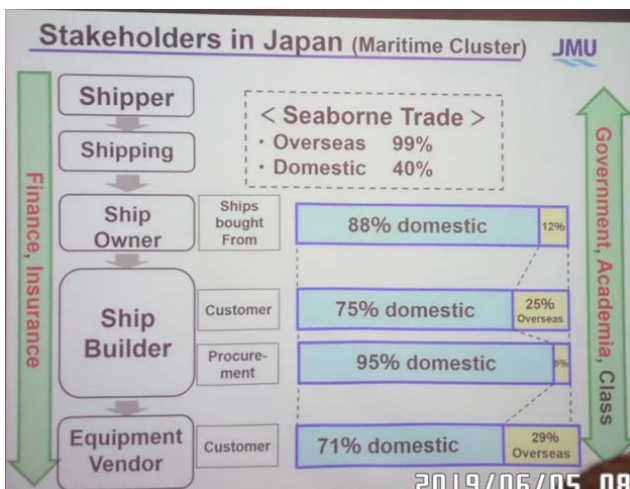 Stakeholders in Japan (Maritime Cluster)
JMU
Shipper
Shipping
Ship
Owner
Ship
Builder
Equipment
Vendor
Finance, Insurance
< Seaborne Trade >
・ Overseas 99%
・ Domestic 40%
Ships
bought
From
88% domestic
12%
Customer
75% domestic
25%
Overseas
Procure-
ment
95% domestic
5%
Customer
71% domestic
29%
Overseas
Government, Academia, Class
2019/06/05 08